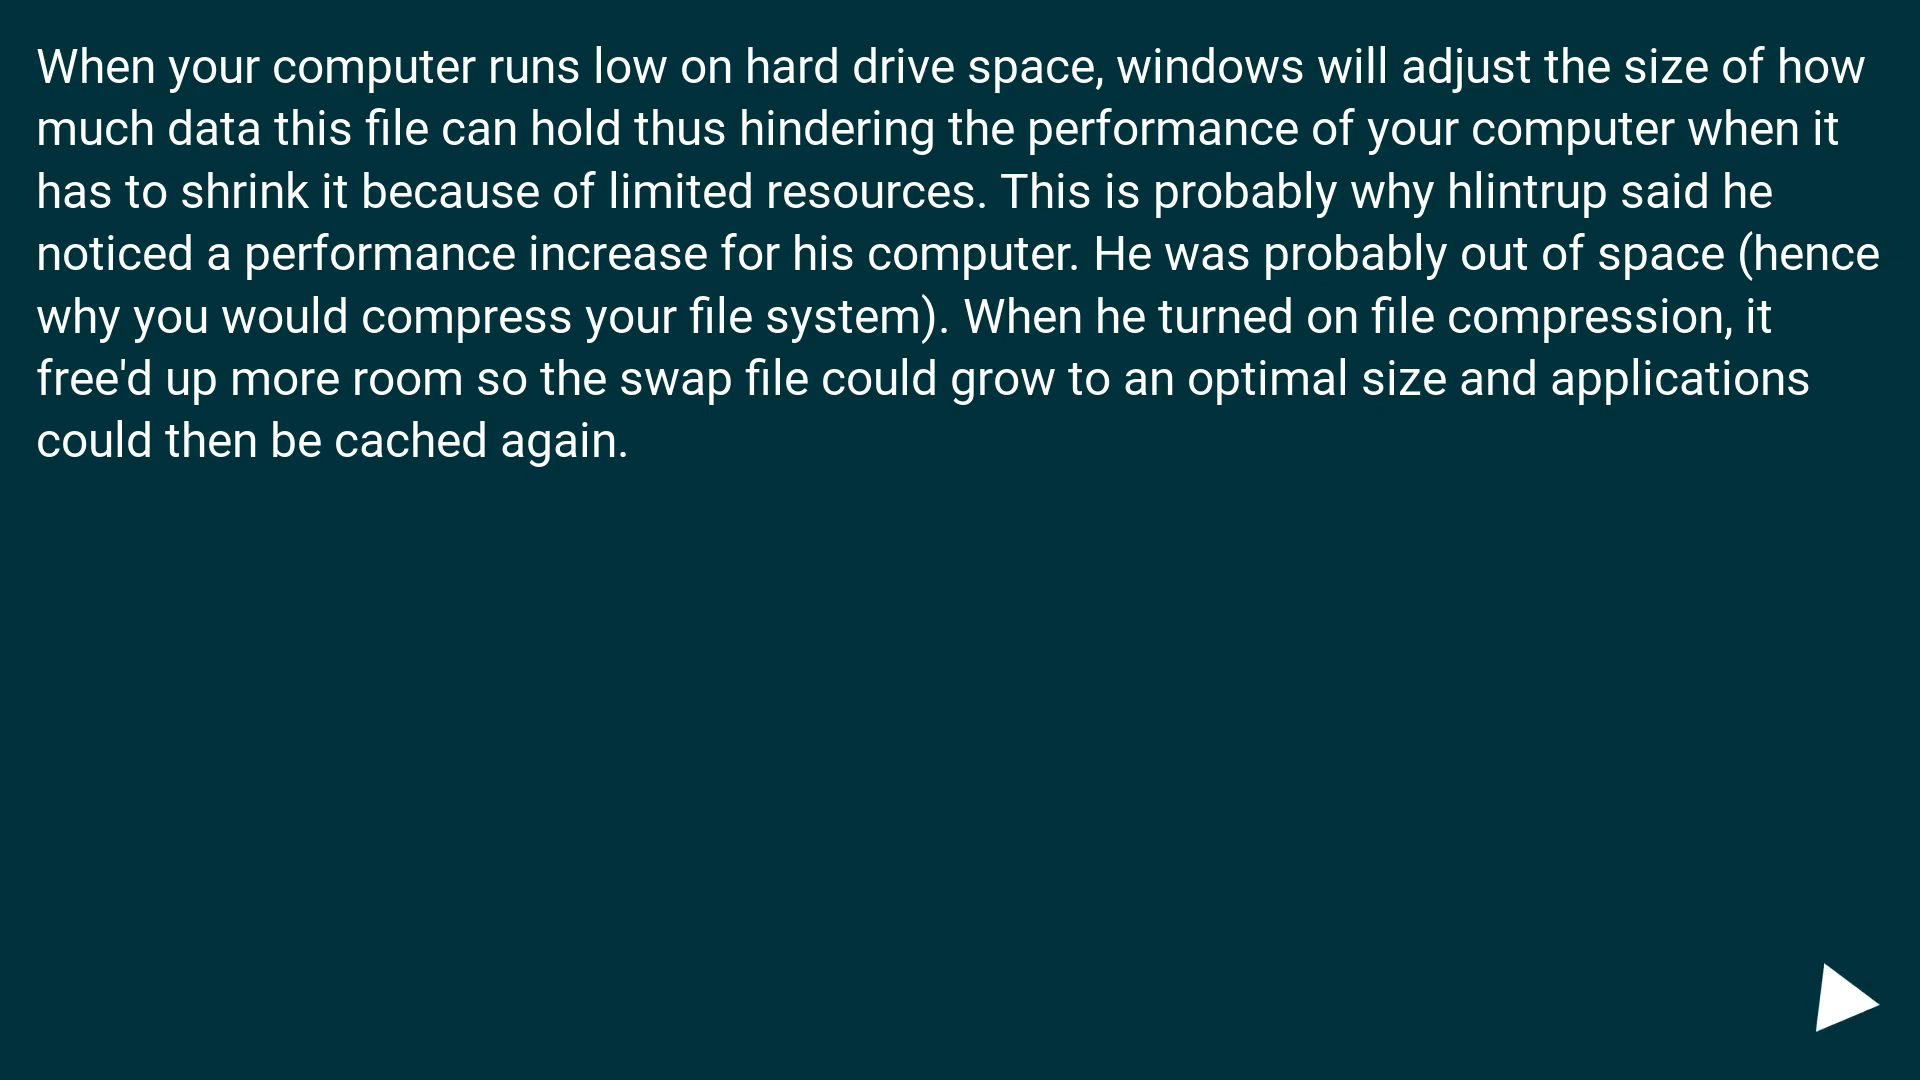 When your computer runs low on hard drive space, windows will adjust the size of how
much data this file can hold thus hindering the performance of your computer when it
has to shrink it because of limited resources. This is probably why hlintrup said he
noticed a performance increase for his computer. He was probably out of space (hence
why you would compress your file system). When he turned on file compression, it
free'd up more room so the swap file could grow to an optimal size and applications
could then be cached again.